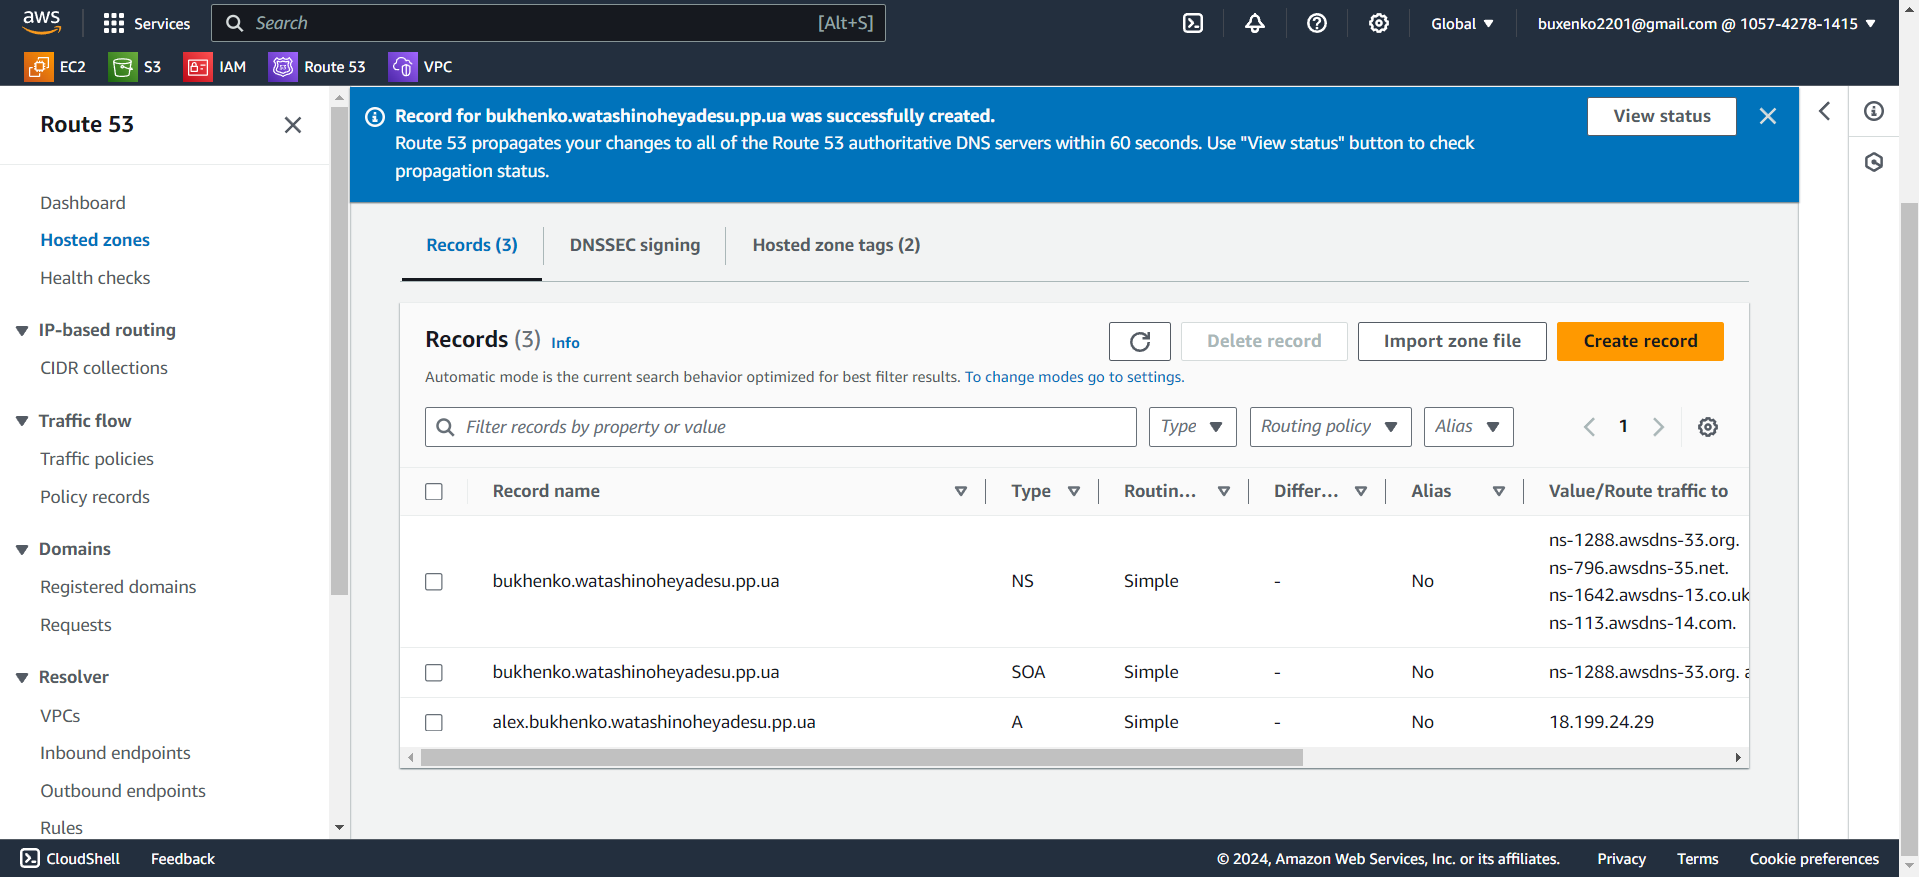 aws
Services
Search
[Alt+S]
Global
buxenko2201@gmail.com @ 1057-4278-1415
EC2
S3
IAM
Route 53
VPC
Route 53
Dashboard
Hosted zones
Health checks
IP-based routing
CIDR collections
Traffic flow
Traffic policies
Policy records
Domains
Registered domains
Requests
Resolver
VPCs
Inbound endpoints
Outbound endpoints
Rules
Record for bukhenko.watashinoheyadesu.pp.ua was successfully created.
Route 53 propagates your changes to all of the Route 53 authoritative DNS servers within 60 seconds. Use "View status" button to check
propagation status.
View status
Records (3)
DNSSEC signing
Hosted zone tags (2)
Records (3) Info
Delete record
Import zone file
Create record
Automatic mode is the current search behavior optimized for best filter results. To change modes go to settings.
Filter records by property or value
Type
Routing policy
Alias
1
Record name
Type
Routin...
Differ...
Alias
Value/Route traffic to
bukhenko.watashinoheyadesu.pp.ua
NS
Simple
-
No
ns-1288.awsdns-33.org.
ns-796.awsdns-35.net.
ns-1642.awsdns-13.co.uk
ns-113.awsdns-14.com.
bukhenko.watashinoheyadesu.pp.ua
SOA
Simple
-
No
ns-1288.awsdns-33.org. a
alex.bukhenko.watashinoheyadesu.pp.ua
A
Simple
-
No
18.199.24.29
CloudShell
Feedback
© 2024, Amazon Web Services, Inc. or its affiliates.
Privacy
Terms
Cookie preferences